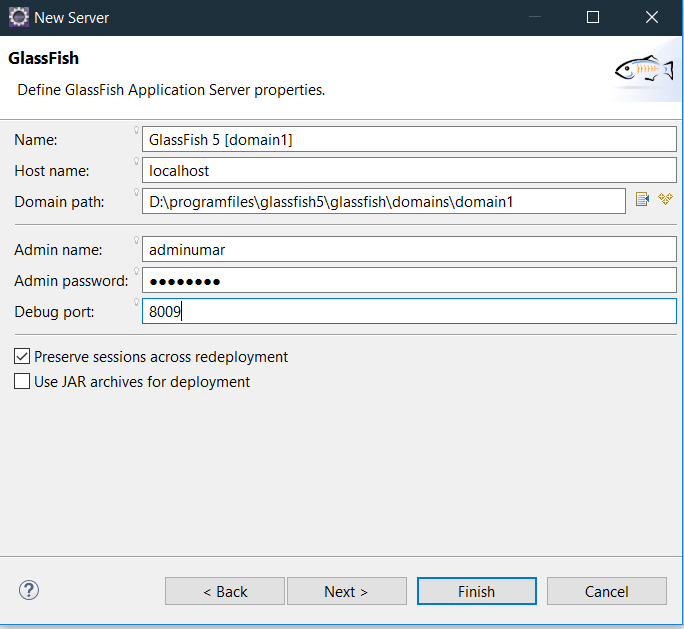 New Server
GlassFish
Define GlassFish Application Server properties.
Name: GlassFish 5 [domain1]
Host name: localhost
Domain path: D:\programfiles\glassfish5\glassfish\domains\domain1
Admin name: adminumar
Admin password: ●●●●●●●●
Debug port: 8009
Preserve sessions across redeployment
Use JAR archives for deployment
? < Back Next > Finish Cancel